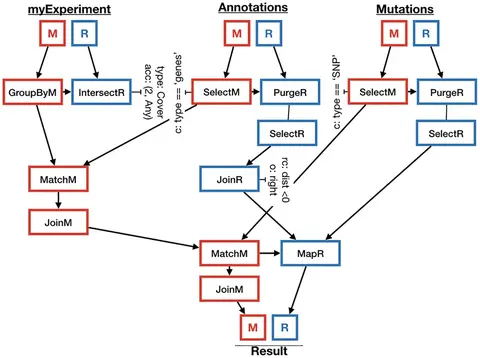 myExperiment
Annotations
Mutations
M
R
M
R
M
R
GroupByM
IntersectR
type: Cover
acc: (2, Any)
c: type == 'gene'
SelectM
PurgeR
c: type == 'SNP'
SelectM
PurgeR
SelectR
SelectR
MatchM
JoinR
rc: dist <0
o: right
JoinM
MatchM
MapR
JoinM
M
R
Result